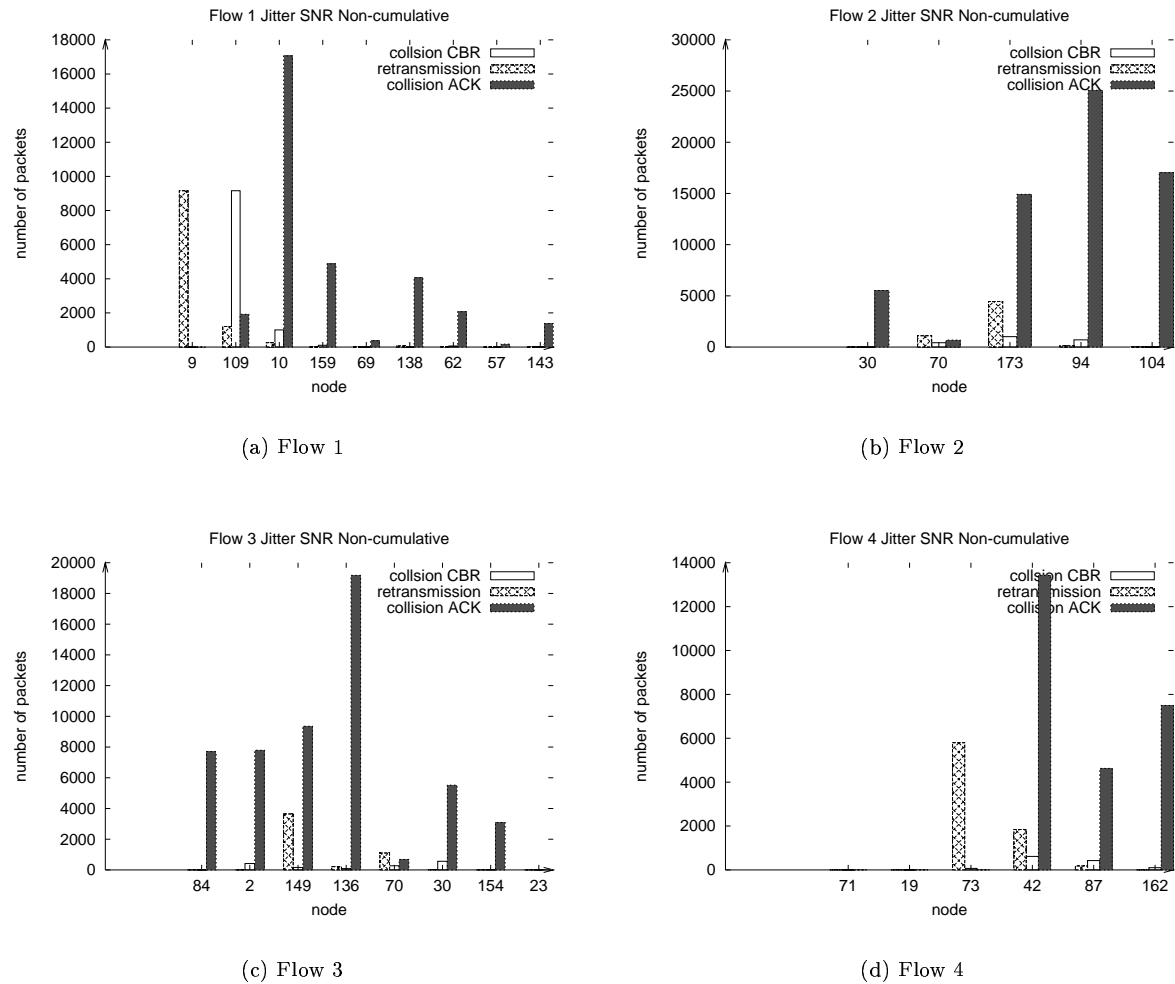 Flow 1 Jitter SNR Non-cumulative
18000
16000
14000
12000
10000
8000
6000
4000
2000
0
number of packets
collsion CBR
retransmission
collision ACK
9 109 10 159 69 138 62 57 143
node
(a) Flow 1
Flow 2 Jitter SNR Non-cumulative
30000
25000
20000
15000
10000
5000
0
number of packets
collsion CBR
retransmission
collision ACK
30 70 173 94 104
node
(b) Flow 2
Flow 3 Jitter SNR Non-cumulative
20000
18000
16000
14000
12000
10000
8000
6000
4000
2000
0
number of packets
collsion CBR
retransmission
collision ACK
84 2 149 136 70 30 154 23
node
(c) Flow 3
Flow 4 Jitter SNR Non-cumulative
14000
12000
10000
8000
6000
4000
2000
0
number of packets
collsion CBR
retransmission
collision ACK
71 19 73 42 87 162
node
(d) Flow 4